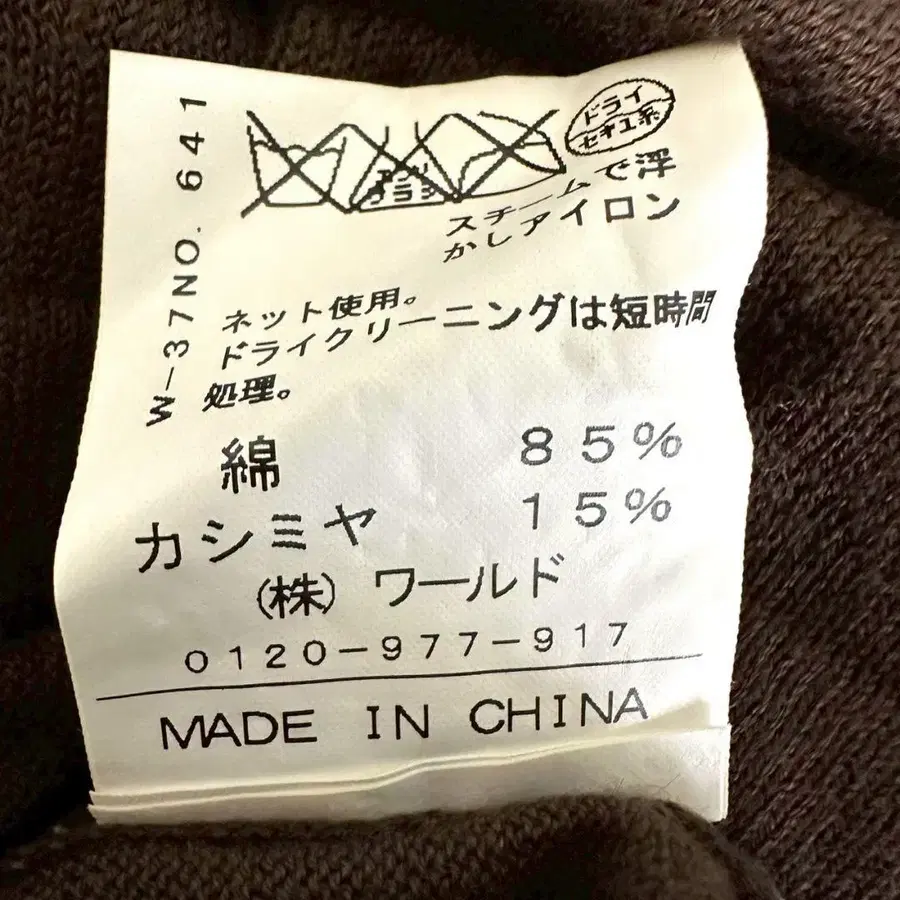 W-37NO. 641
ドライ
セキユ系
スチームで浮
かしアイロン
ネット使用。
ドライクリーニングは短時間
処理。
綿 85%
カシミヤ 15%
(株) ワールド
0120-977-917
MADE IN CHINA